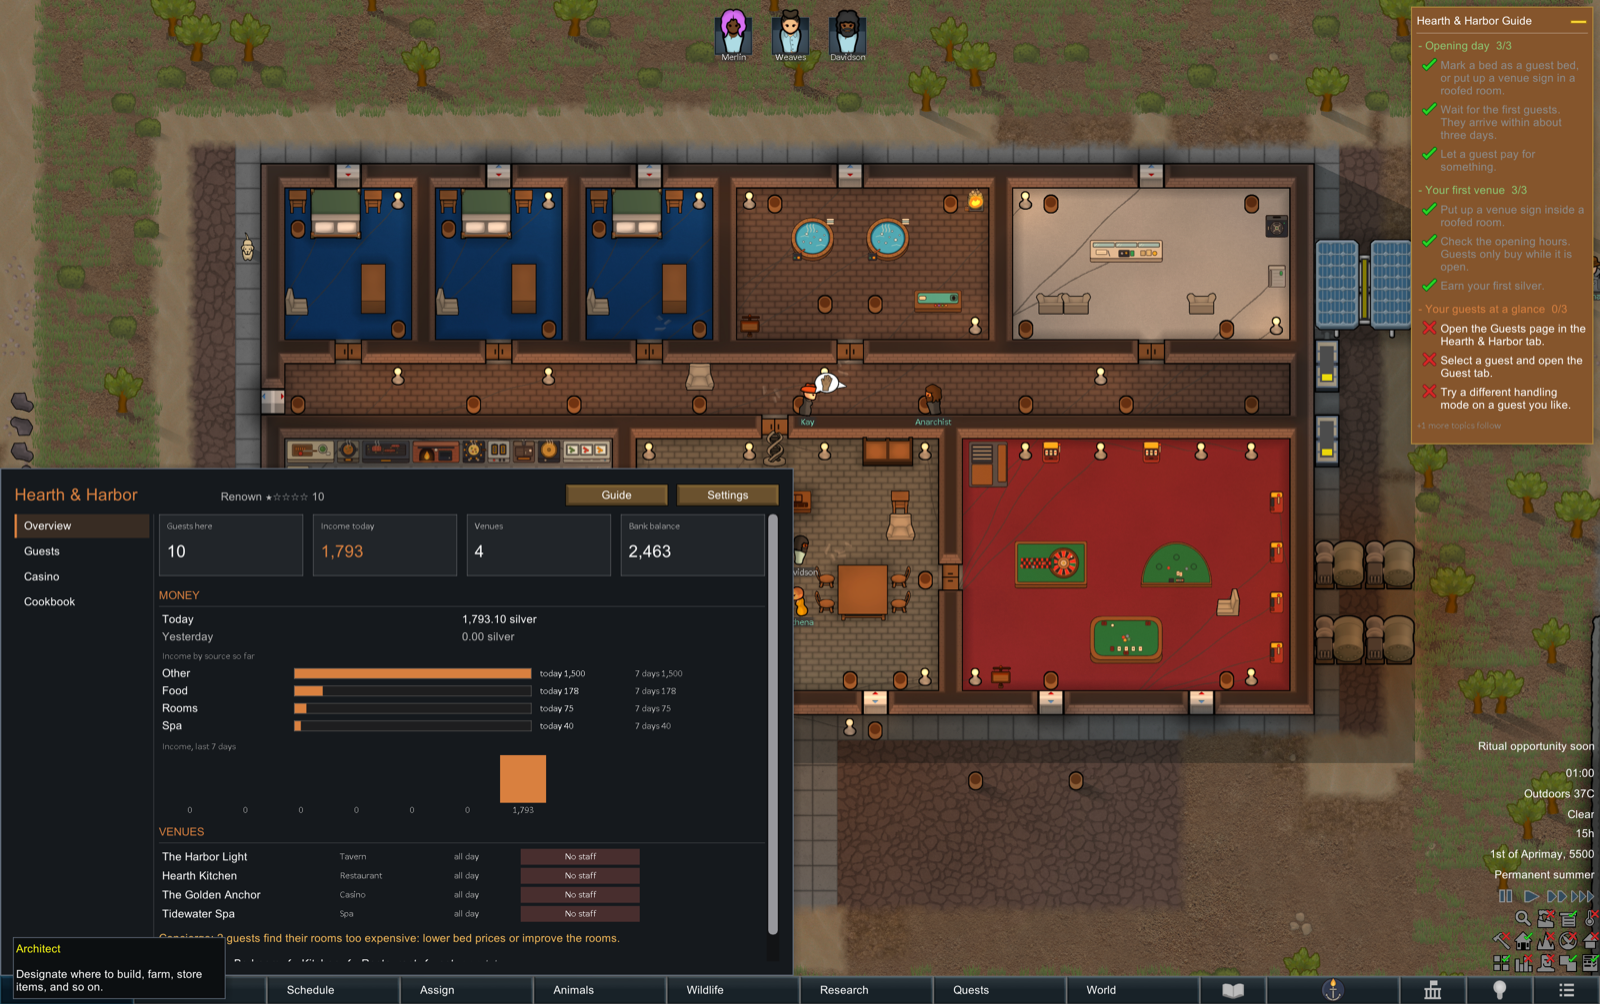 Merlin
Weaves
Davidson
Hearth & Harbor Guide
- Opening day 3/3
Mark a bed as a guest bed,
or put up a venue sign in a
roofed room.
Wait for the first guests.
They arrive within about
three days.
Let a guest pay for
something.
- Your first venue 3/3
Put up a venue sign inside a
roofed room.
Check the opening hours.
Guests only buy while it is
open.
Earn your first silver.
- Your guests at a glance 0/3
Open the Guests page in the
Hearth & Harbor tab.
Select a guest and open the
Guest tab.
Try a different handling
mode on a guest you like.
+1 more topics follow
Kay
Anarchist
Hearth & Harbor
Renown
10
Guide
Settings
Overview
Guests
Casino
Cookbook
Guests here
10
Income today
1,793
Venues
4
Bank balance
2,463
MONEY
Today 1,793.10 silver
Yesterday 0.00 silver
Income by source so far
Other today 1,500 7 days 1,500
Food today 178 7 days 178
Rooms today 75 7 days 75
Spa today 40 7 days 40
Income, last 7 days
0 0 0 0 0 0 1,793
VENUES
The Harbor Light Tavern all day No staff
Hearth Kitchen Restaurant all day No staff
The Golden Anchor Casino all day No staff
Tidewater Spa Spa all day No staff
guests find their rooms too expensive: lower bed prices or improve the rooms.
Architect
Designate where to build, farm, store
items, and so on.
Ritual opportunity soon
01:00
Outdoors 37C
Clear
15h
1st of Aprimay, 5500
Permanent summer
Schedule
Assign
Animals
Wildlife
Research
Quests
World